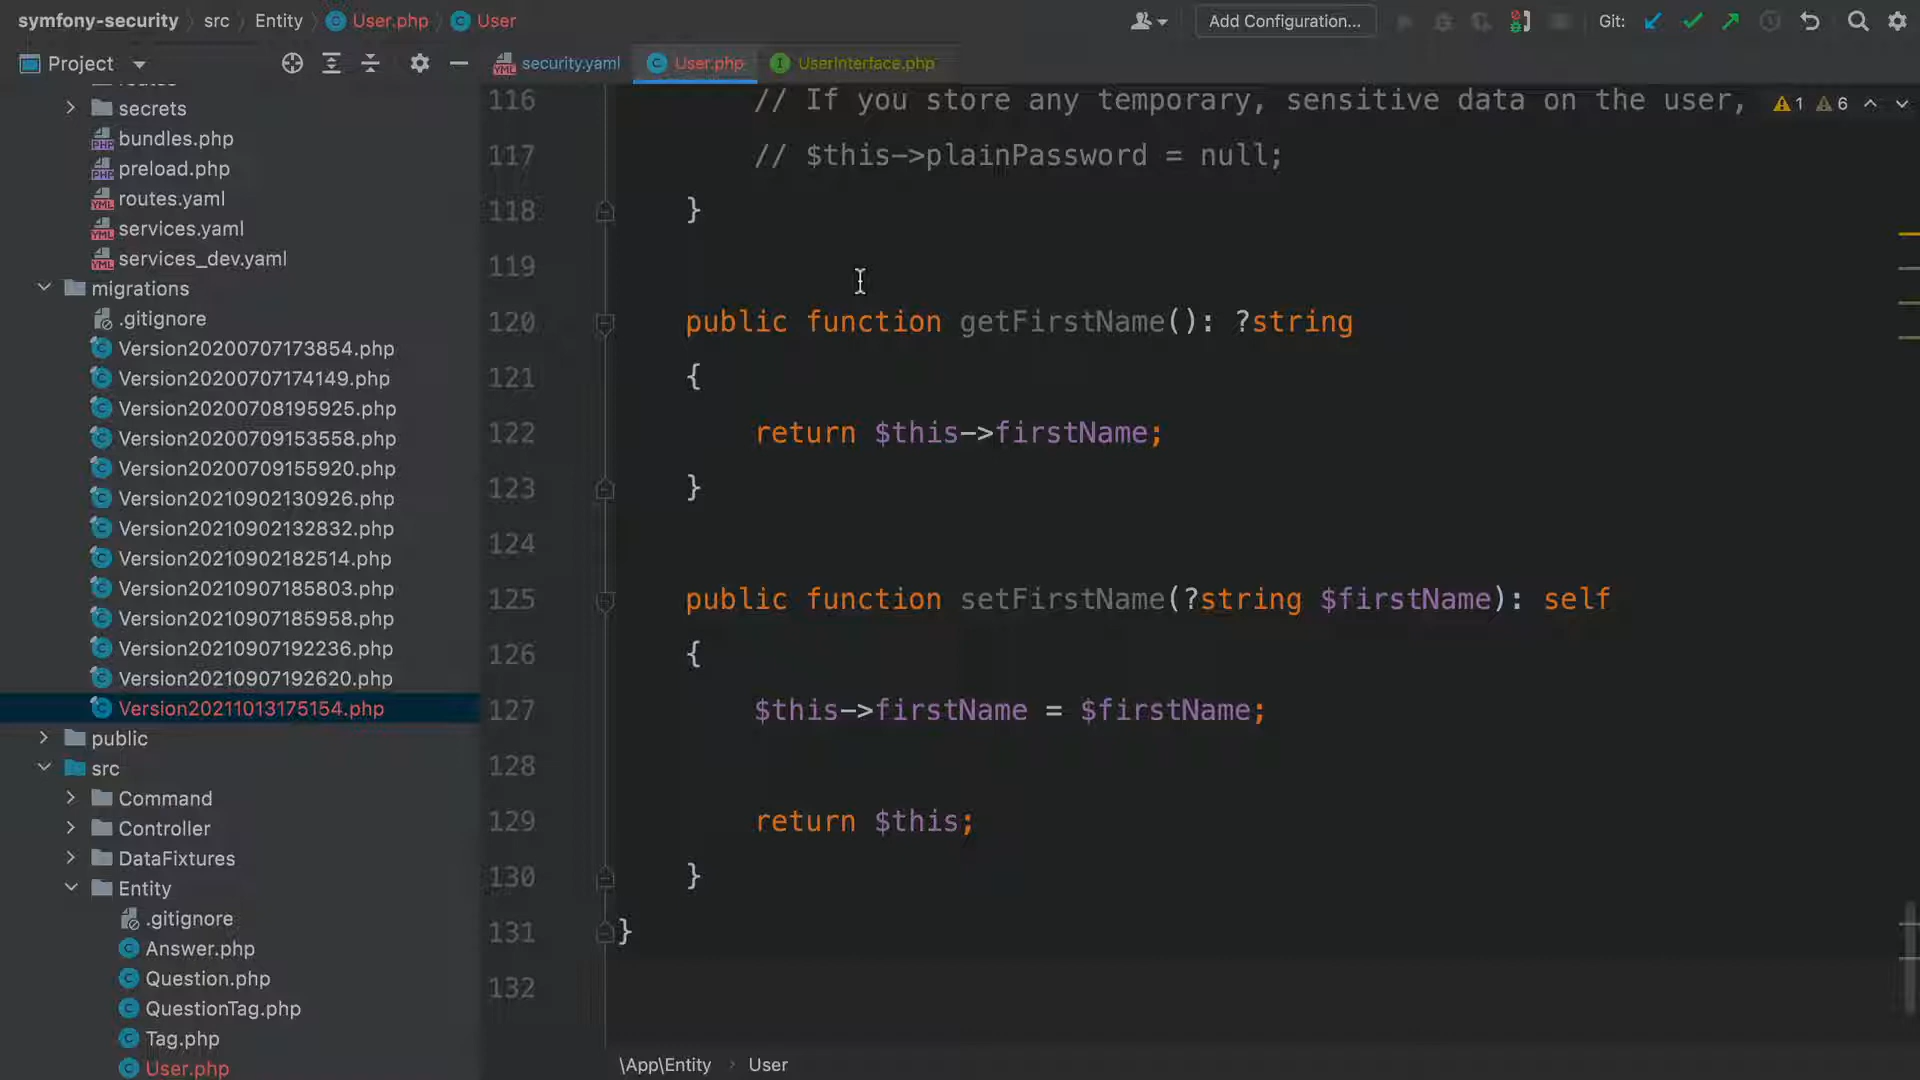 symfony-security src Entity User.php User Add Configuration... Git:
Project security.yaml User.php UserInterface.php
secrets
bundles.php
preload.php
routes.yaml
services.yaml
services_dev.yaml
migrations
.gitignore
Version20200707173854.php
Version20200707174149.php
Version20200708195925.php
Version20200709153558.php
Version20200709155920.php
Version20210902130926.php
Version20210902132832.php
Version20210902182514.php
Version20210907185803.php
Version20210907185958.php
Version20210907192236.php
Version20210907192620.php
Version20211013175154.php
public
src
Command
Controller
DataFixtures
Entity
.gitignore
Answer.php
Question.php
QuestionTag.php
Tag.php
User.php
116 // If you store any temporary, sensitive data on the user, 1 6
117 // $this->plainPassword = null;
118 }
119
120 public function getFirstName(): ?string
121 {
122 return $this->firstName;
123 }
124
125 public function setFirstName(?string $firstName): self
126 {
127 $this->firstName = $firstName;
128
129 return $this;
130 }
131 }
132
\App\Entity User